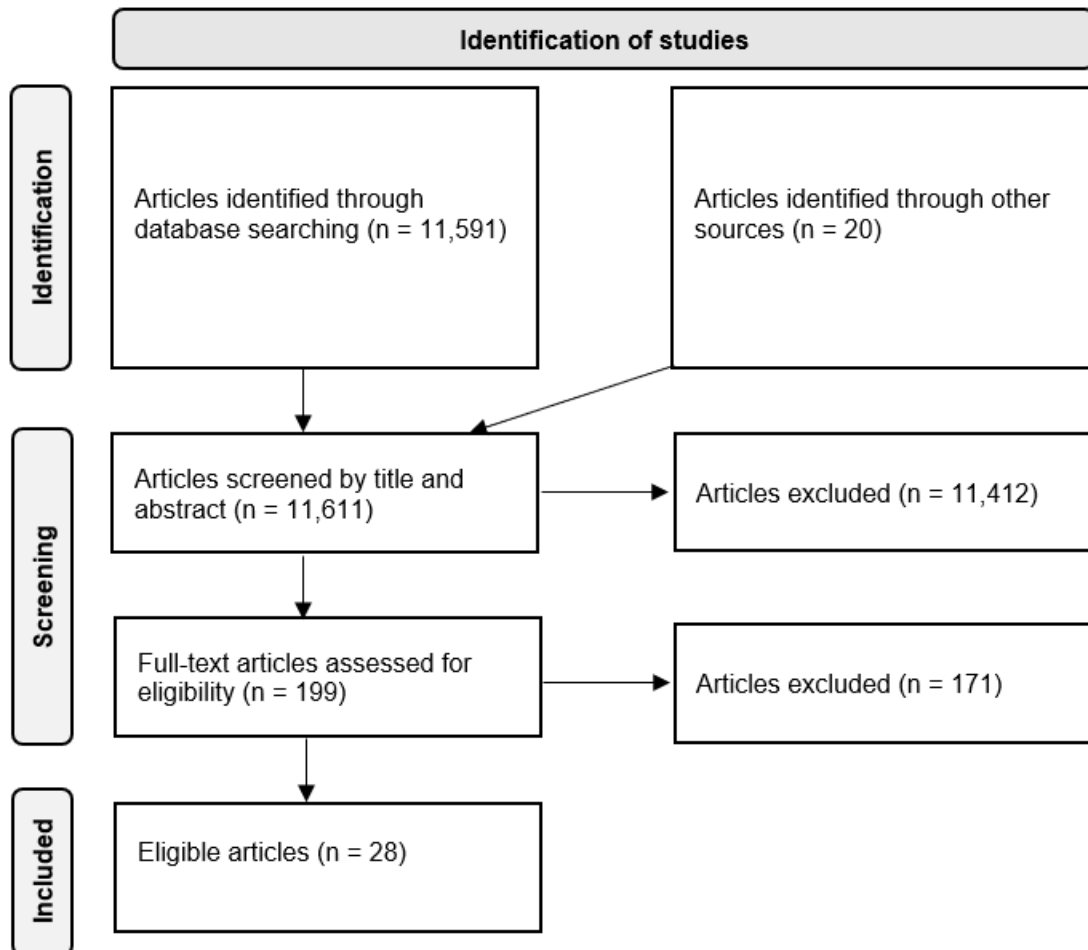 Identification of studies
Identification
Articles identified through
database searching (n = 11,591)
Articles identified through other
sources (n = 20)
Screening
Articles screened by title and
abstract (n = 11,611)
Articles excluded (n = 11,412)
Full-text articles assessed for
eligibility (n = 199)
Articles excluded (n = 171)
Included
Eligible articles (n = 28)